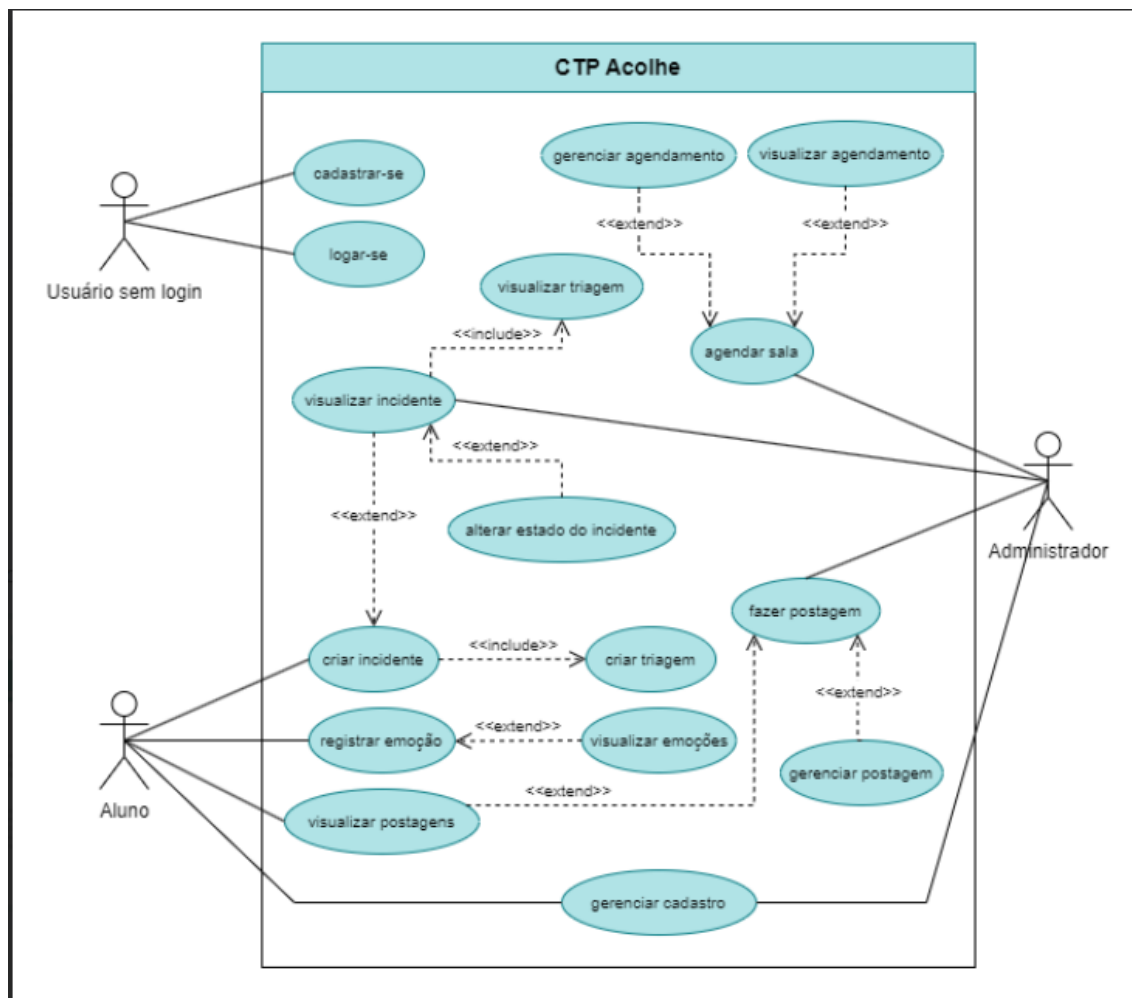 CTP Acolhe
gerenciar agendamento
visualizar agendamento
cadastrar-se
<<extend>>
<<extend>>
logar-se
Usuário sem login
visualizar triagem
<<include>>
agendar sala
visualizar incidente
<<extend>>
<<extend>>
alterar estado do incidente
Administrador
fazer postagem
<<include>>
criar incidente
criar triagem
<<extend>>
<<extend>>
registrar emoção
visualizar emoções
gerenciar postagem
<<extend>>
Aluno
visualizar postagens
gerenciar cadastro